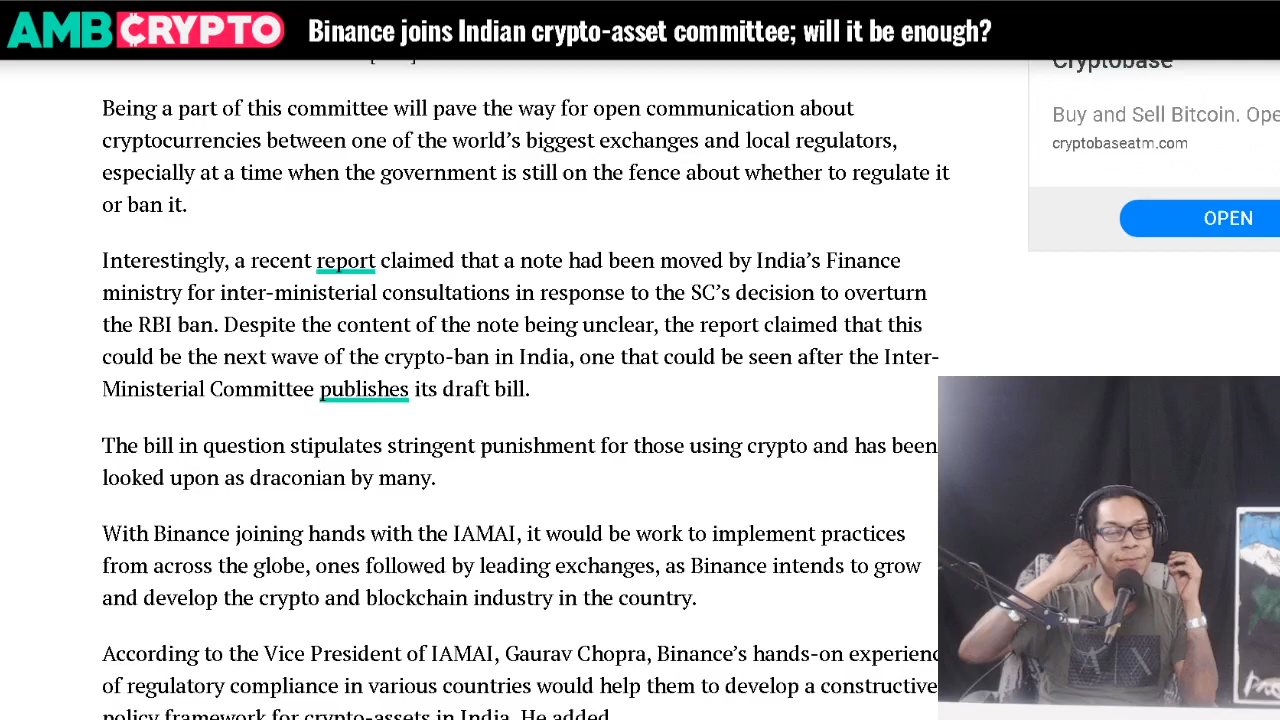 AMBCRYPTO
Binance joins Indian crypto-asset committee; will it be enough?
Cryptobase
Buy and Sell Bitcoin. Ope
cryptobaseatm.com
OPEN
Being a part of this committee will pave the way for open communication about
cryptocurrencies between one of the world’s biggest exchanges and local regulators,
especially at a time when the government is still on the fence about whether to regulate it
or ban it.
Interestingly, a recent report claimed that a note had been moved by India’s Finance
ministry for inter-ministerial consultations in response to the SC’s decision to overturn
the RBI ban. Despite the content of the note being unclear, the report claimed that this
could be the next wave of the crypto-ban in India, one that could be seen after the Inter-
Ministerial Committee publishes its draft bill.
The bill in question stipulates stringent punishment for those using crypto and has been
looked upon as draconian by many.
With Binance joining hands with the IAMAI, it would be work to implement practices
from across the globe, ones followed by leading exchanges, as Binance intends to grow
and develop the crypto and blockchain industry in the country.
According to the Vice President of IAMAI, Gaurav Chopra, Binance’s hands-on experienc
of regulatory compliance in various countries would help them to develop a constructive
policy framework for crypto-assets in India. He added
AX